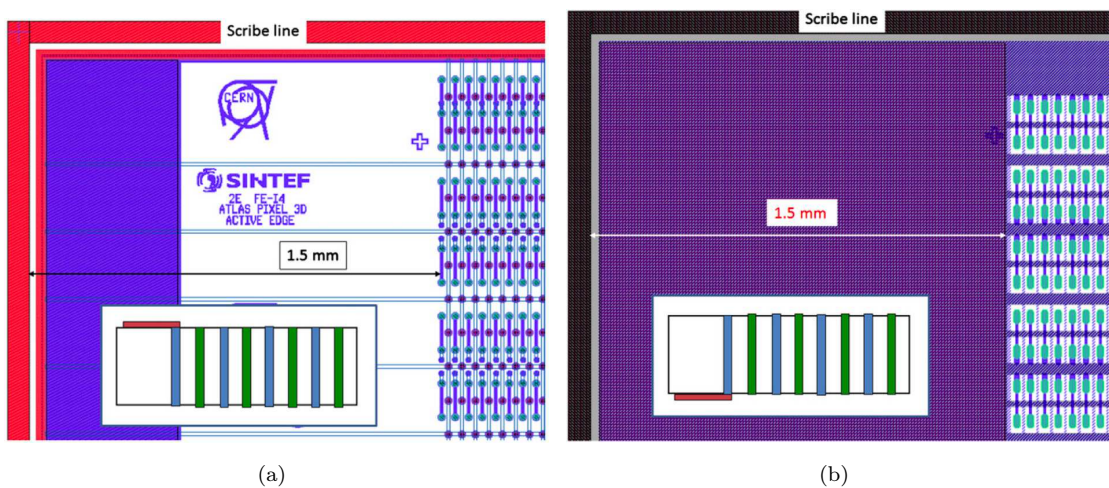 Scribe line
CERN
SINTEF
2E FE-I4
ATLAS PIXEL 3D
ACTIVE EDGE
1.5 mm
(a)
Scribe line
1.5 mm
(b)